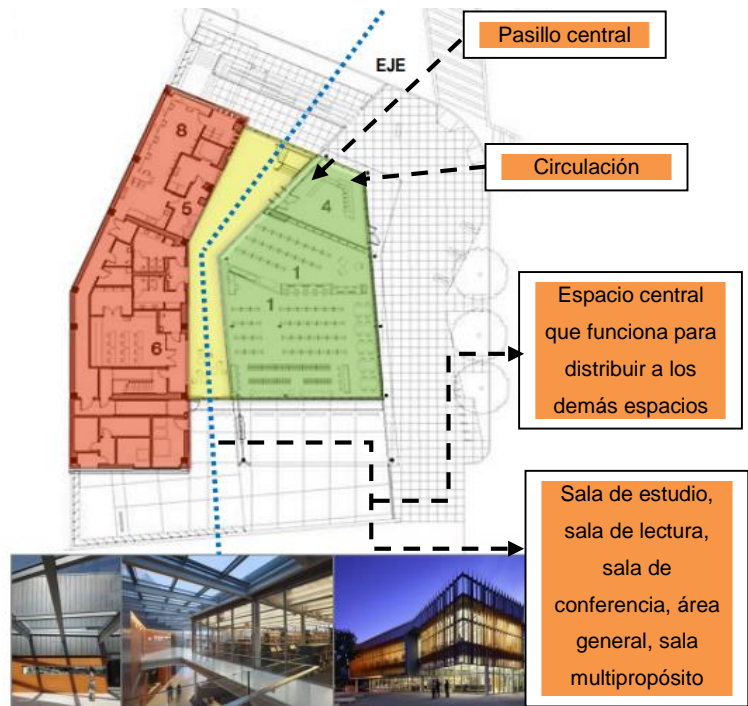 Pasillo central
EJE
Circulación
8
5
4
1
1
6
Espacio central
que funciona para
distribuir a los
demás espacios
Sala de estudio,
sala de lectura,
sala de
conferencia, área
general, sala
multipropósito